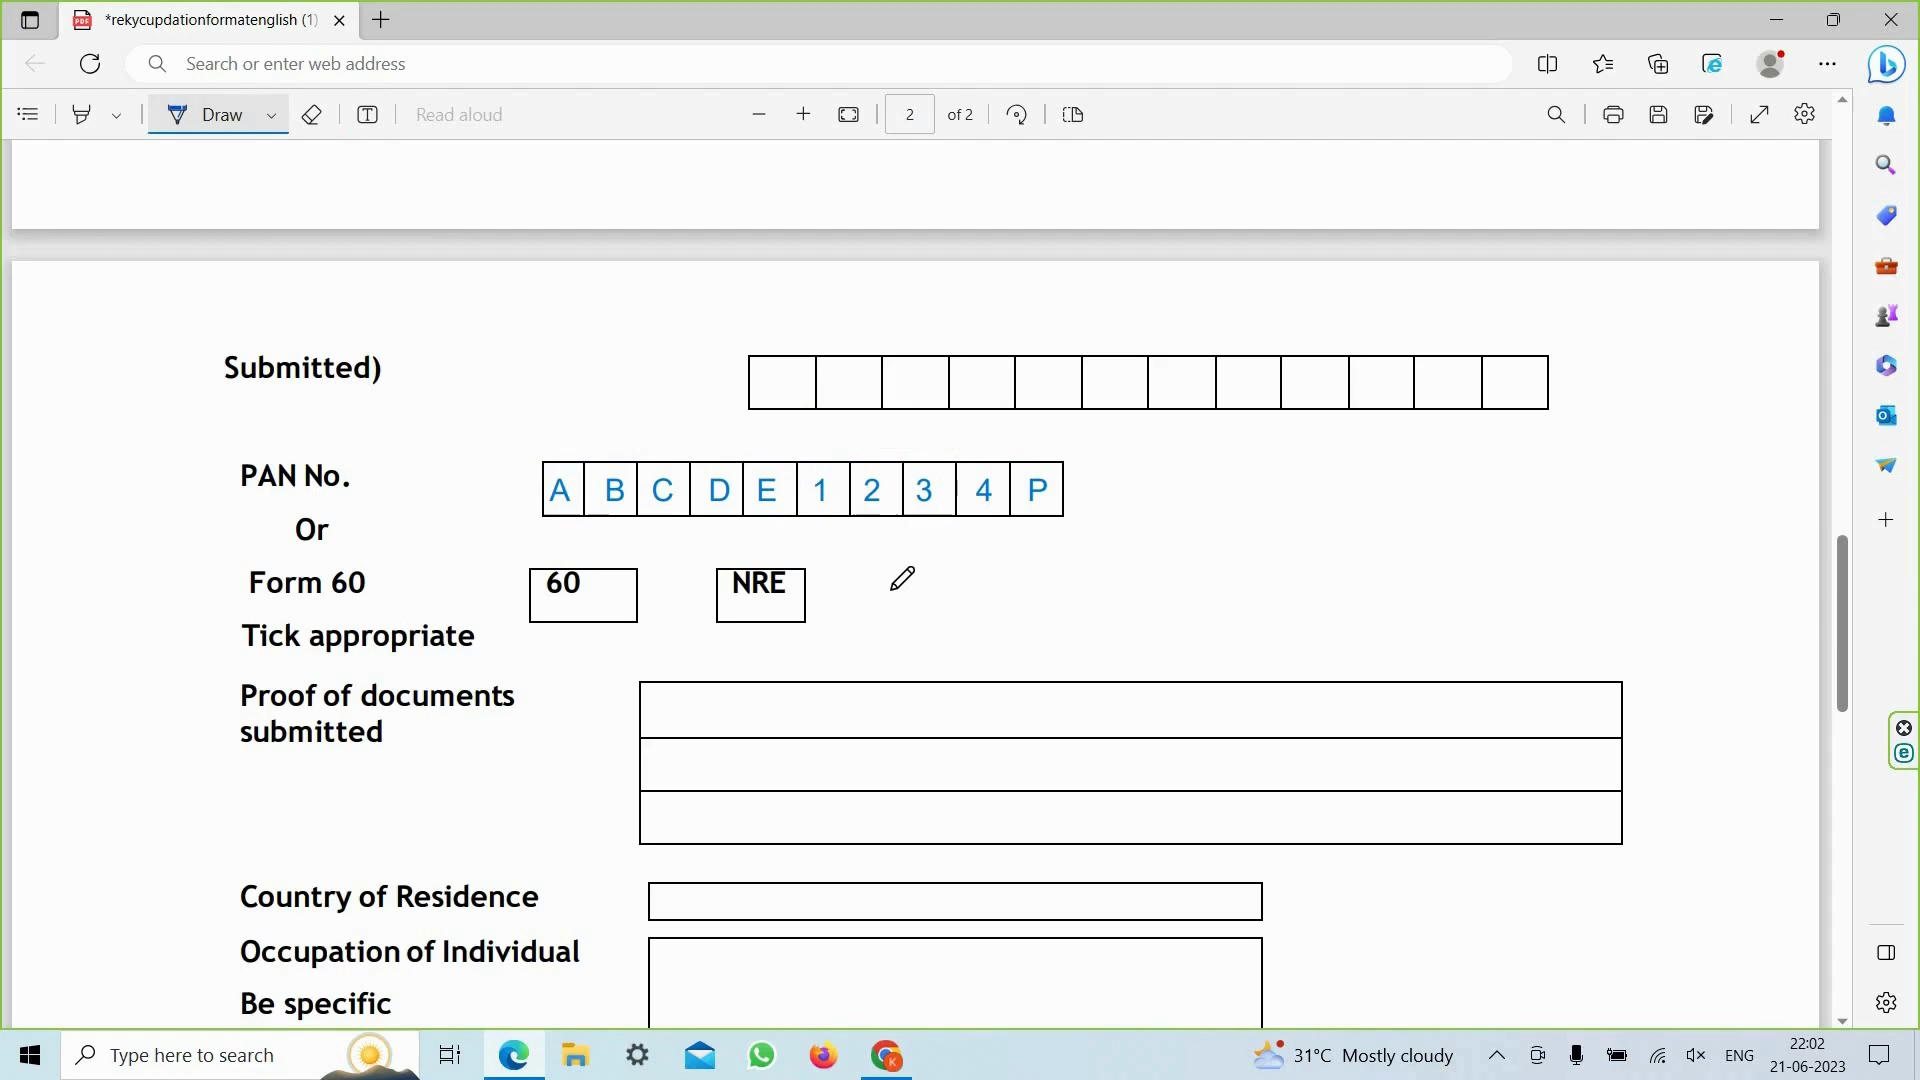 *rekycupdationformatenglish (1)
Search or enter web address
Draw
Read aloud
2 of 2
Submitted)
PAN No. A B C D E 1 2 3 4 P
Or
Form 60 60 NRE
Tick appropriate
Proof of documents
submitted
Country of Residence
Occupation of Individual
Be specific
Type here to search
31°C Mostly cloudy
ENG
22:02
21-06-2023